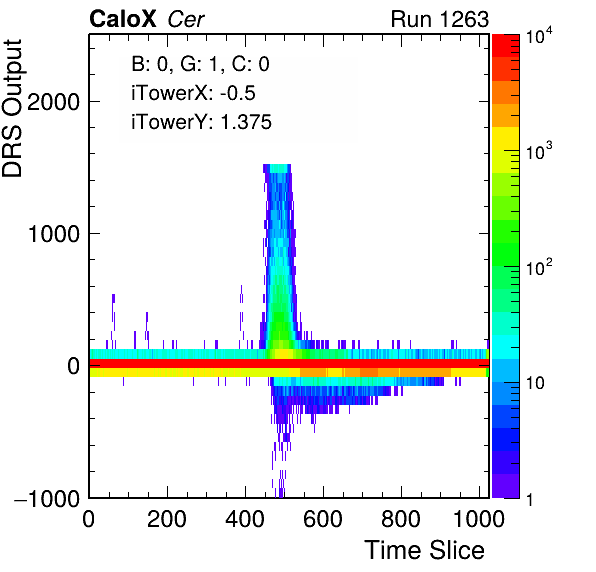 CaloX Cer Run 1263
DRS Output
B: 0, G: 1, C: 0
iTowerX: -0.5
iTowerY: 1.375
2000
1000
0
−1000
0 200 400 600 800 1000
Time Slice
10^4
10^3
10^2
10
1